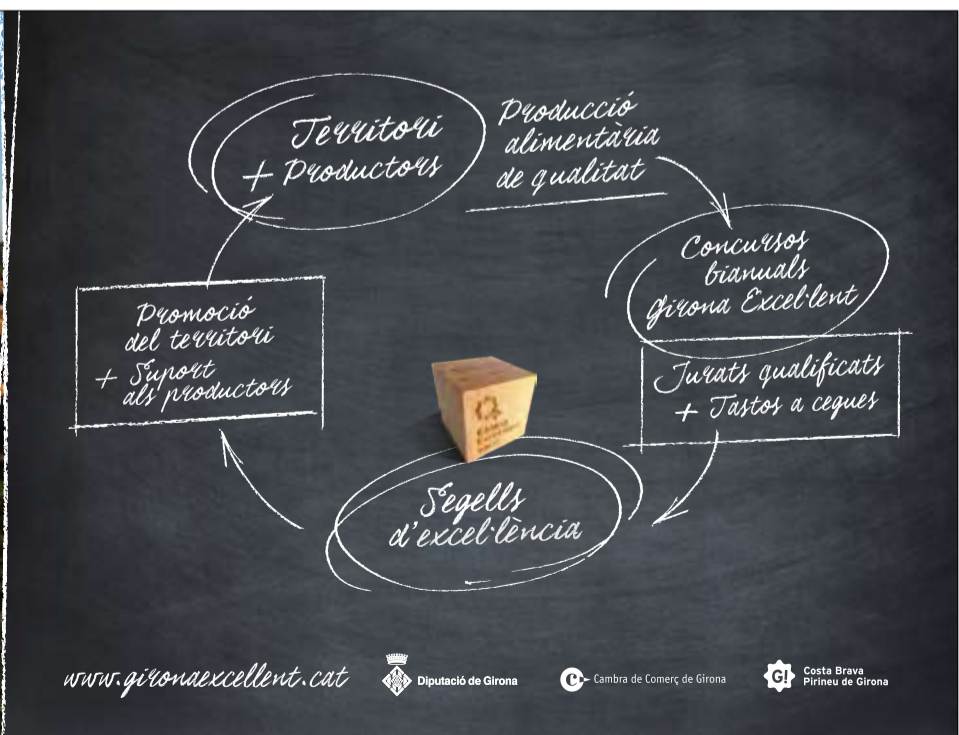 Territori
+ Productors
Producció
alimentària
de qualitat
Concursos
bianuals
Girona Excel·lent
Jurats qualificats
+ Tastos a cegues
Segells
d'excel·lència
Promoció
del territori
+ Suport
als productors
www.gironaexcellent.cat
Diputació de Girona
C
Cambra de Comerç de Girona
G!
Costa Brava
Pirineu de Girona